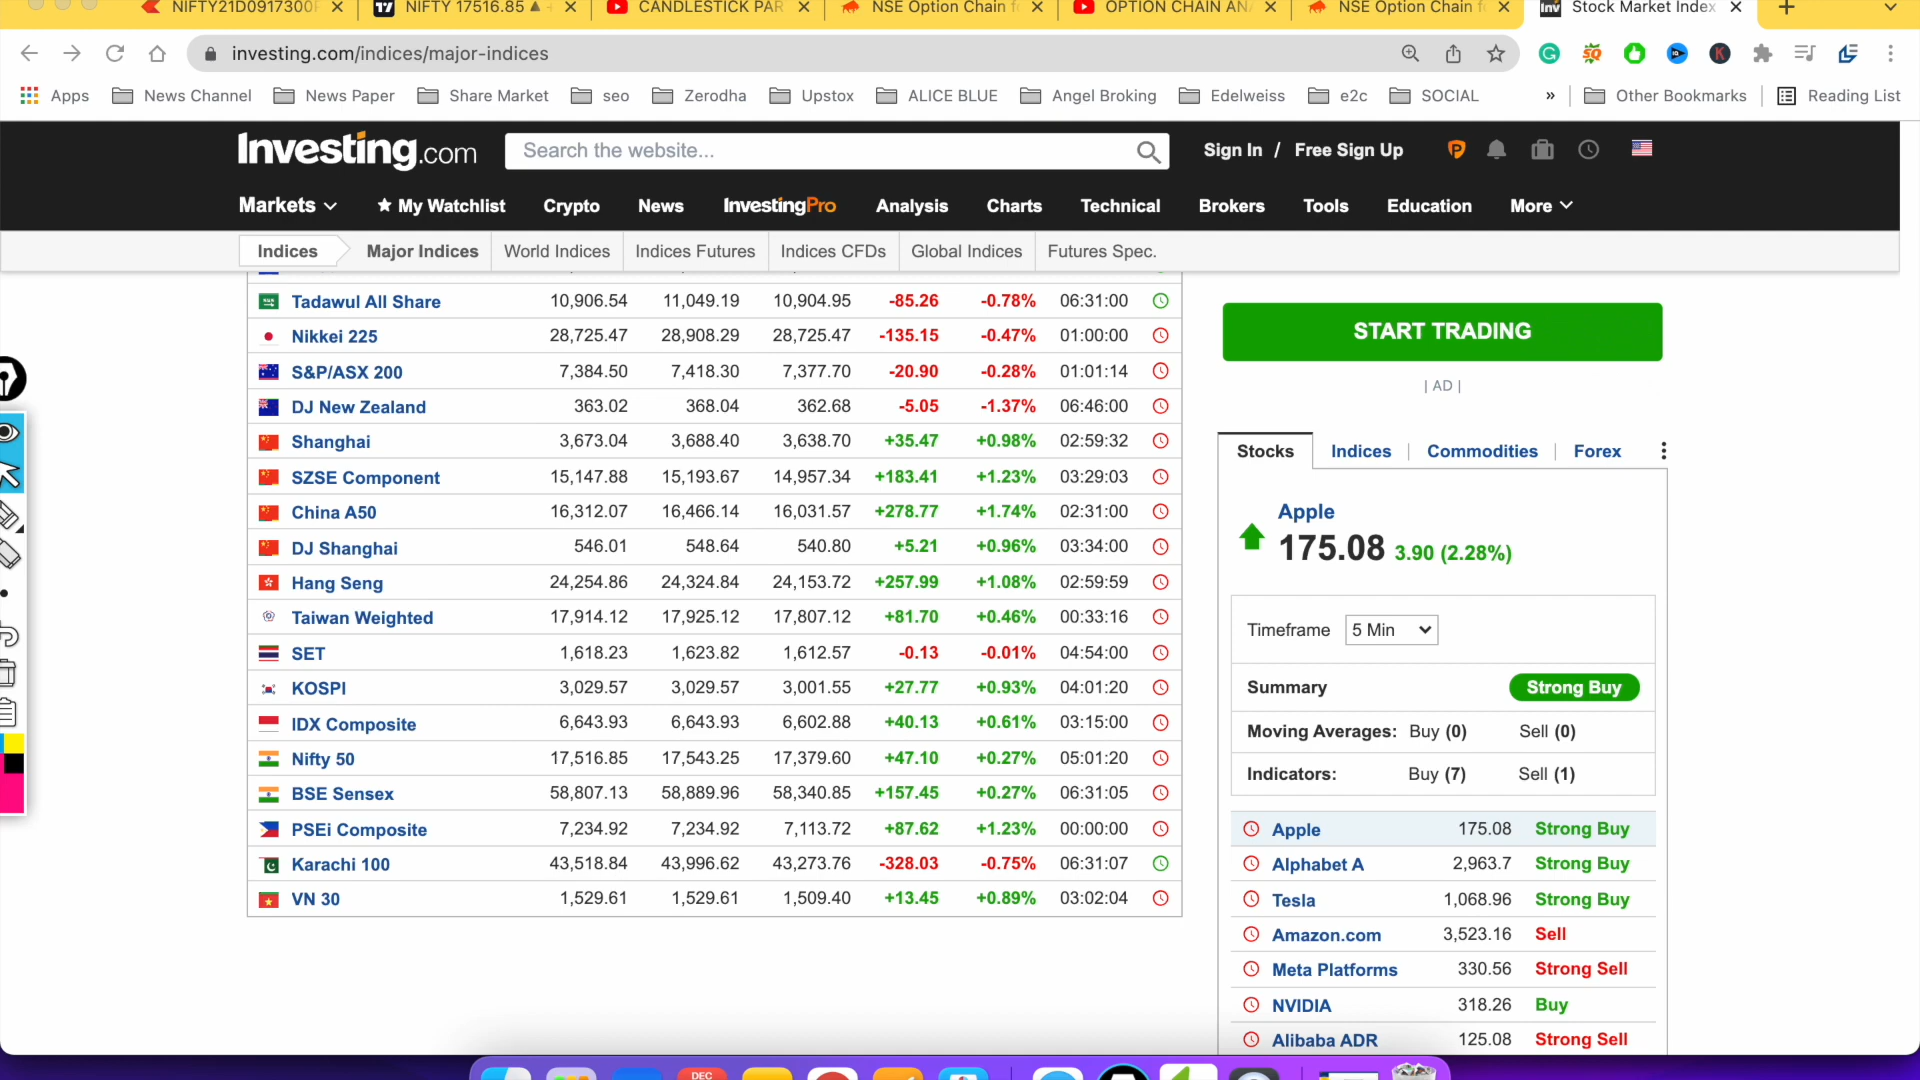 NIFTY21D0917300P
NIFTY 17516.85
CANDLESTICK PAR
NSE Option Chain f
OPTION CHAIN AN
NSE Option Chain f
Stock Market Index
investing.com/indices/major-indices
Apps
News Channel
News Paper
Share Market
seo
Zerodha
Upstox
ALICE BLUE
Angel Broking
Edelweiss
e2c
SOCIAL
»
Other Bookmarks
Reading List
Investing.com
Search the website...
Sign In / Free Sign Up
Markets
My Watchlist
Crypto
News
InvestingPro
Analysis
Charts
Technical
Brokers
Tools
Education
More
Indices
Major Indices
World Indices
Indices Futures
Indices CFDs
Global Indices
Futures Spec.
Tadawul All Share 10,906.54 11,049.19 10,904.95 -85.26 -0.78% 06:31:00
Nikkei 225 28,725.47 28,908.29 28,725.47 -135.15 -0.47% 01:00:00
S&P/ASX 200 7,384.50 7,418.30 7,377.70 -20.90 -0.28% 01:01:14
DJ New Zealand 363.02 368.04 362.68 -5.05 -1.37% 06:46:00
Shanghai 3,673.04 3,688.40 3,638.70 +35.47 +0.98% 02:59:32
SZSE Component 15,147.88 15,193.67 14,957.34 +183.41 +1.23% 03:29:03
China A50 16,312.07 16,466.14 16,031.57 +278.77 +1.74% 02:31:00
DJ Shanghai 546.01 548.64 540.80 +5.21 +0.96% 03:34:00
Hang Seng 24,254.86 24,324.84 24,153.72 +257.99 +1.08% 02:59:59
Taiwan Weighted 17,914.12 17,925.12 17,807.12 +81.70 +0.46% 00:33:16
SET 1,618.23 1,623.82 1,612.57 -0.13 -0.01% 04:54:00
KOSPI 3,029.57 3,029.57 3,001.55 +27.77 +0.93% 04:01:20
IDX Composite 6,643.93 6,643.93 6,602.88 +40.13 +0.61% 03:15:00
Nifty 50 17,516.85 17,543.25 17,379.60 +47.10 +0.27% 05:01:20
BSE Sensex 58,807.13 58,889.96 58,340.85 +157.45 +0.27% 06:31:05
PSEi Composite 7,234.92 7,234.92 7,113.72 +87.62 +1.23% 00:00:00
Karachi 100 43,518.84 43,996.62 43,273.76 -328.03 -0.75% 06:31:07
VN 30 1,529.61 1,529.61 1,509.40 +13.45 +0.89% 03:02:04
START TRADING
| AD |
Stocks
Indices
Commodities
Forex
Apple
175.08 3.90 (2.28%)
Timeframe 5 Min
Summary Strong Buy
Moving Averages: Buy (0) Sell (0)
Indicators: Buy (7) Sell (1)
Apple 175.08 Strong Buy
Alphabet A 2,963.7 Strong Buy
Tesla 1,068.96 Strong Buy
Amazon.com 3,523.16 Sell
Meta Platforms 330.56 Strong Sell
NVIDIA 318.26 Buy
Alibaba ADR 125.08 Strong Sell
DEC